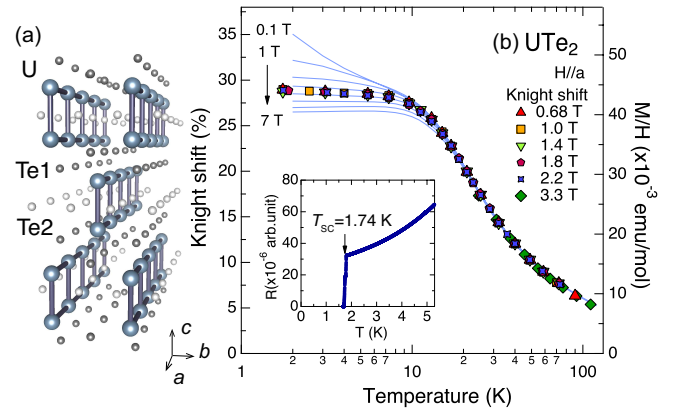 (a)
U
Te1
Te2
c
b
a
(b) UTe2
H//a
Knight shift
0.68 T
1.0 T
1.4 T
1.8 T
2.2 T
3.3 T
0.1 T
1 T
7 T
Knight shift (%)
35
30
25
20
15
10
5
0
M/H (x10-3 emu/mol)
50
40
30
20
10
0
R(x10-6 arb.unit)
80
60
40
20
0
TSC=1.74 K
0 1 2 3 4 5
T (K)
1 2 3 4 5 6 7 10 2 3 4 5 6 7 100
Temperature (K)